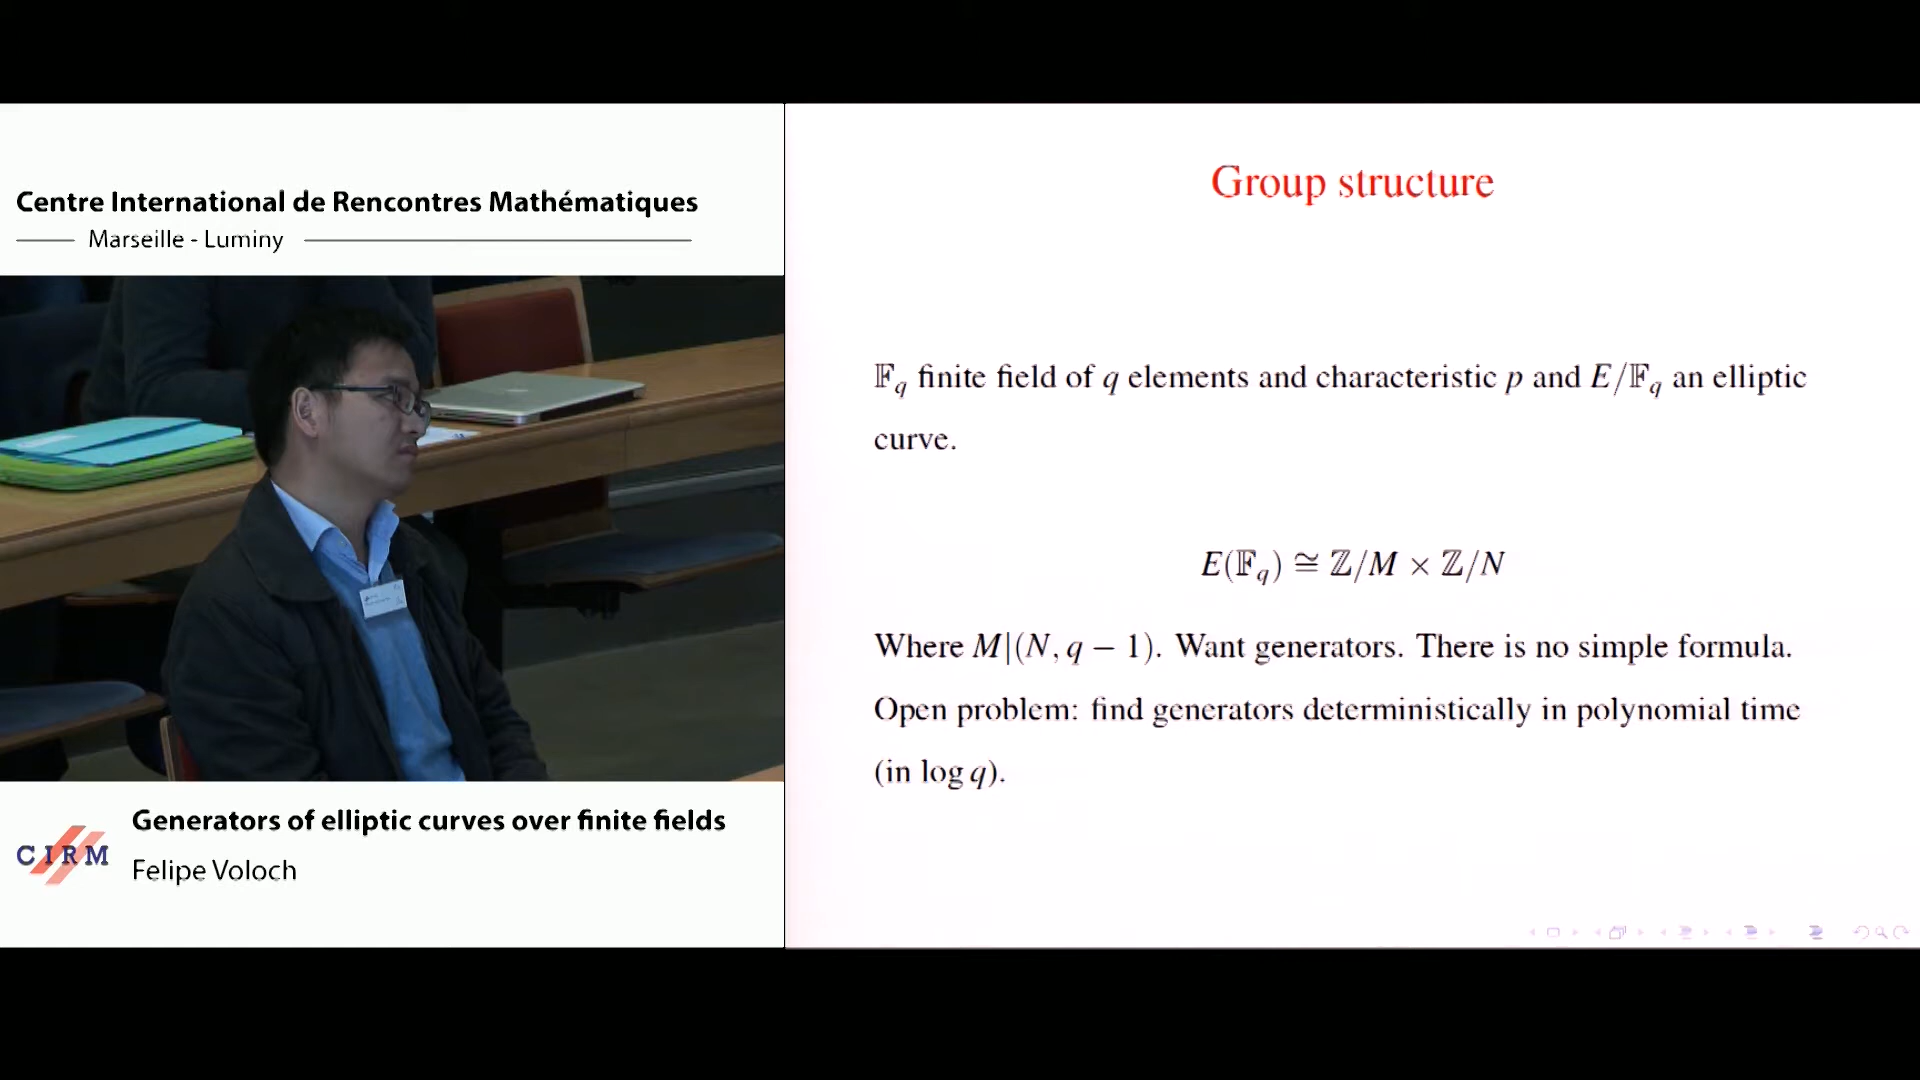 Centre International de Rencontres Mathématiques
Marseille - Luminy
Generators of elliptic curves over finite fields
CIRM
Felipe Voloch
Group structure
𝔽_q finite field of q elements and characteristic p and E/𝔽_q an elliptic
curve.
E(𝔽_q) ≅ ℤ/M × ℤ/N
Where M|(N, q − 1). Want generators. There is no simple formula.
Open problem: find generators deterministically in polynomial time
(in log q).